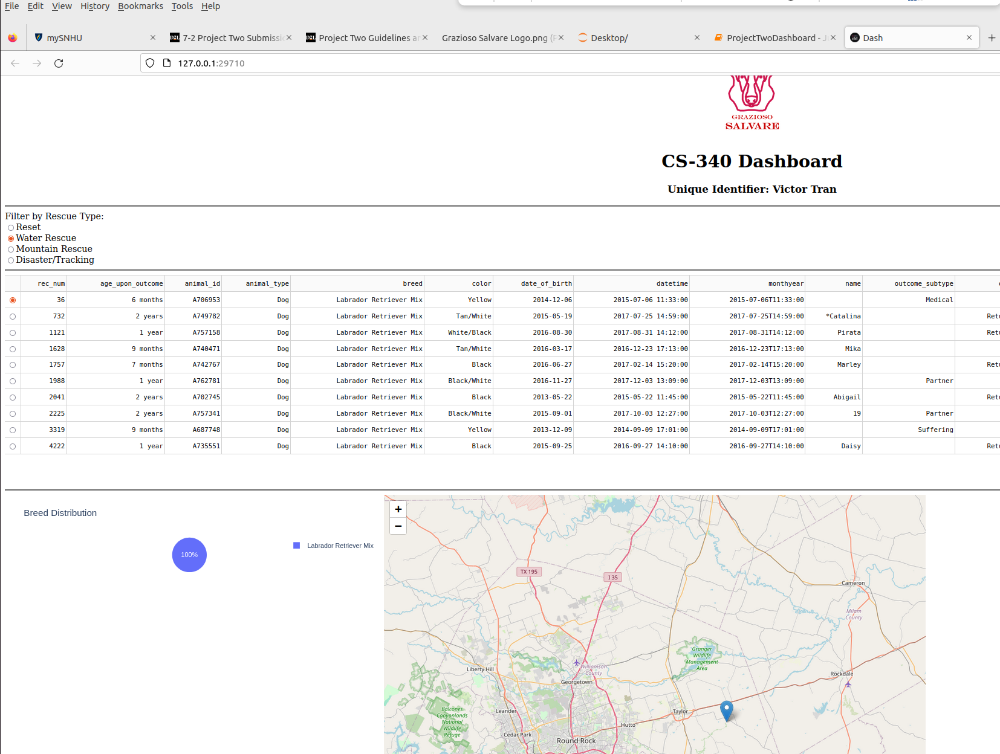 File Edit View History Bookmarks Tools Help
mySNHU
7-2 Project Two Submissi
Project Two Guidelines ar
Grazioso Salvare Logo.png (
Desktop/
ProjectTwoDashboard -
Dash
127.0.0.1:29710
GRAZIOSO
SALVARE
CS-340 Dashboard
Unique Identifier: Victor Tran
Filter by Rescue Type:
Reset
Water Rescue
Mountain Rescue
Disaster/Tracking
rec_num age_upon_outcome animal_id animal_type breed color date_of_birth datetime monthyear name outcome_subtype
36 6 months A706953 Dog Labrador Retriever Mix Yellow 2014-12-06 2015-07-06 11:33:00 2015-07-06T11:33:00 Medical
732 2 years A749782 Dog Labrador Retriever Mix Tan/White 2015-05-19 2017-07-25 14:59:00 2017-07-25T14:59:00 *Catalina Retu
1121 1 year A757158 Dog Labrador Retriever Mix White/Black 2016-08-30 2017-08-31 14:12:00 2017-08-31T14:12:00 Pirata Retu
1628 9 months A740471 Dog Labrador Retriever Mix Tan/White 2016-03-17 2016-12-23 17:13:00 2016-12-23T17:13:00 Mika
1757 7 months A742767 Dog Labrador Retriever Mix Black 2016-06-27 2017-02-14 15:20:00 2017-02-14T15:20:00 Marley Retu
1988 1 year A762781 Dog Labrador Retriever Mix Black/White 2016-11-27 2017-12-03 13:09:00 2017-12-03T13:09:00 Partner
2041 2 years A702745 Dog Labrador Retriever Mix Black 2013-05-22 2015-05-22 11:45:00 2015-05-22T11:45:00 Abigail Retu
2225 2 years A757341 Dog Labrador Retriever Mix Black/White 2015-09-01 2017-10-03 12:27:00 2017-10-03T12:27:00 19 Partner
3319 9 months A687748 Dog Labrador Retriever Mix Yellow 2013-12-09 2014-09-09 17:01:00 2014-09-09T17:01:00 Suffering
4222 1 year A735551 Dog Labrador Retriever Mix Black 2015-09-25 2016-09-27 14:10:00 2016-09-27T14:10:00 Daisy Retu
Breed Distribution
100%
Labrador Retriever Mix
+
−
TX 195
I 35
Cameron
Milam
County
Granger
Wildlife
Management
Area
Williamson
County
Liberty Hill
Georgetown
Rockdale
Leander
Balcones
Canyonlands
National
Wildlife
Refuge
Taylor
Hutto
Cedar Park
Round Rock